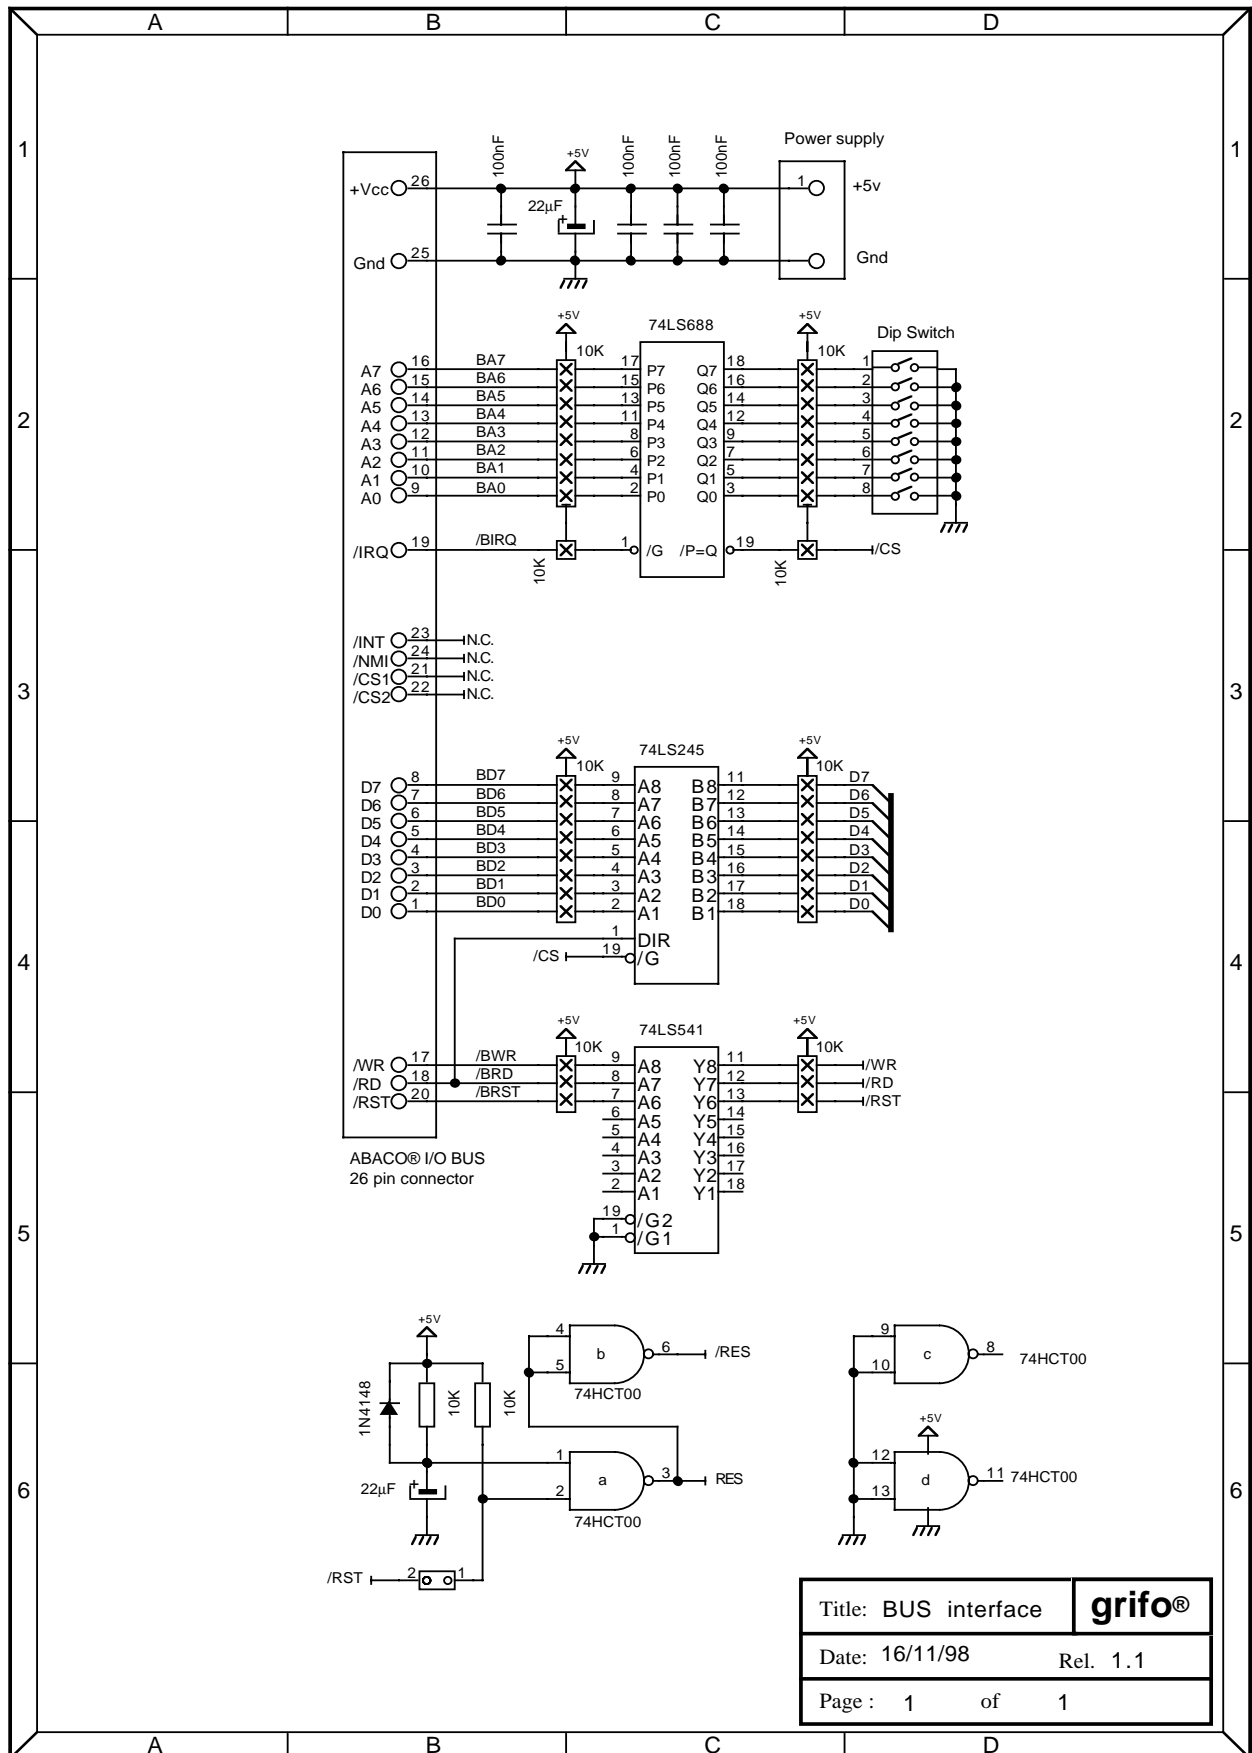 A B C D
1 1
2 2
3 3
4 4
5 5
6 6
Power supply
100nF +5V 100nF 100nF 100nF
+Vcc 26 1 +5v
22µF +
Gnd 25 Gnd
+5V 74LS688 +5V Dip Switch
10K 10K
A7 16 BA7 17 P7 Q7 18 1
A6 15 BA6 15 P6 Q6 16 2
A5 14 BA5 13 P5 Q5 14 3
A4 13 BA4 11 P4 Q4 12 4
A3 12 BA3 8 P3 Q3 9 5
A2 11 BA2 6 P2 Q2 7 6
A1 10 BA1 4 P1 Q1 5 7
A0 9 BA0 2 P0 Q0 3 8
/IRQ 19 /BIRQ 1 /G /P=Q 19 /CS
10K 10K
/INT 23 N.C.
/NMI 24 N.C.
/CS1 21 N.C.
/CS2 22 N.C.
+5V 74LS245 +5V
10K 10K
D7 8 BD7 9 A8 B8 11 D7
D6 7 BD6 8 A7 B7 12 D6
D5 6 BD5 7 A6 B6 13 D5
D4 5 BD4 6 A5 B5 14 D4
D3 4 BD3 5 A4 B4 15 D3
D2 3 BD2 4 A3 B3 16 D2
D1 2 BD1 3 A2 B2 17 D1
D0 1 BD0 2 A1 B1 18 D0
1 DIR
/CS 19 /G
+5V 74LS541 +5V
10K 10K
/WR 17 /BWR 9 A8 Y8 11 /WR
/RD 18 /BRD 8 A7 Y7 12 /RD
/RST 20 /BRST 7 A6 Y6 13 /RST
6 A5 Y5 14
5 A4 Y4 15
4 A3 Y3 16
3 A2 Y2 17
2 A1 Y1 18
19 /G2
1 /G1
ABACO® I/O BUS
26 pin connector
+5V
4 5 b 6 /RES
74HCT00
9 10 c 8 74HCT00
1N4148 10K 10K
1 2 a 3 RES
74HCT00
22µF +
+5V
12 13 d 11 74HCT00
/RST 2 1
Title: BUS interface grifo®
Date: 16/11/98 Rel. 1.1
Page : 1 of 1
A B C D